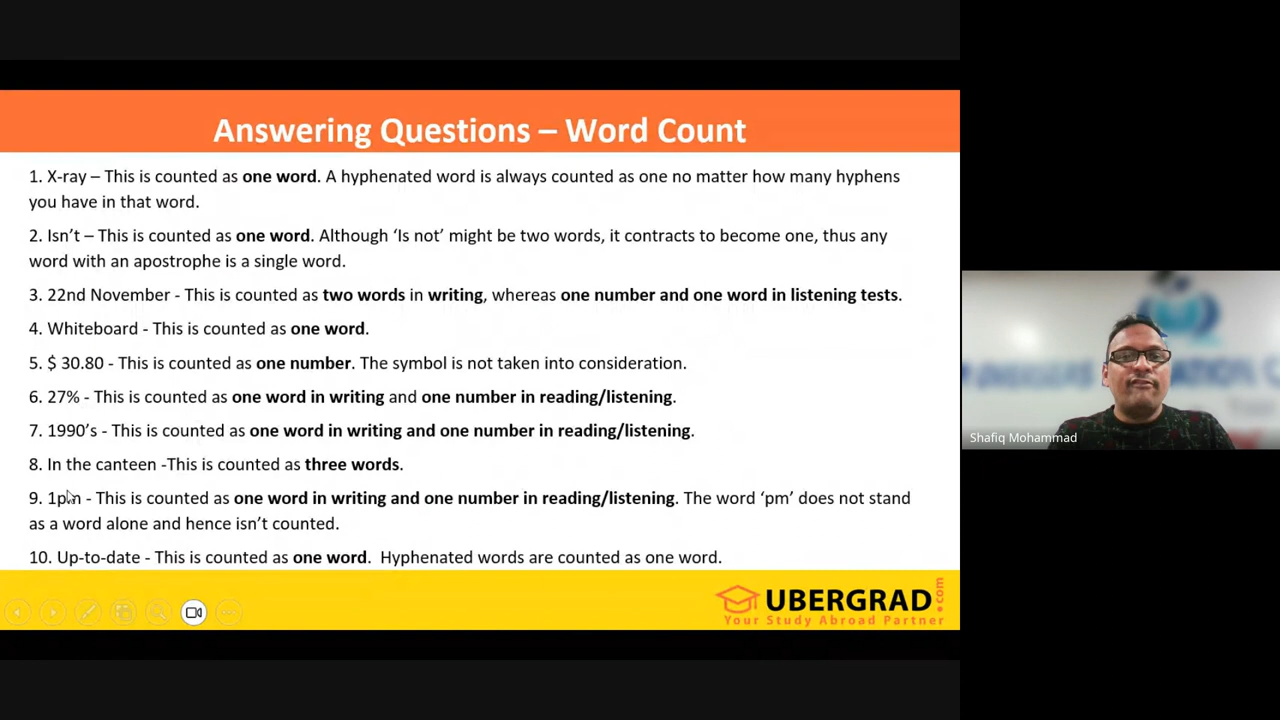 Answering Questions – Word Count
1. X-ray – This is counted as one word. A hyphenated word is always counted as one no matter how many hyphens
you have in that word.
2. Isn’t – This is counted as one word. Although ‘Is not’ might be two words, it contracts to become one, thus any
word with an apostrophe is a single word.
3. 22nd November - This is counted as two words in writing, whereas one number and one word in listening tests.
4. Whiteboard - This is counted as one word.
5. $ 30.80 - This is counted as one number. The symbol is not taken into consideration.
6. 27% - This is counted as one word in writing and one number in reading/listening.
7. 1990’s - This is counted as one word in writing and one number in reading/listening.
8. In the canteen -This is counted as three words.
9. 1pm - This is counted as one word in writing and one number in reading/listening. The word ‘pm’ does not stand
as a word alone and hence isn’t counted.
10. Up-to-date - This is counted as one word.  Hyphenated words are counted as one word.
UBERGRAD.com
Your Study Abroad Partner
Shafiq Mohammad